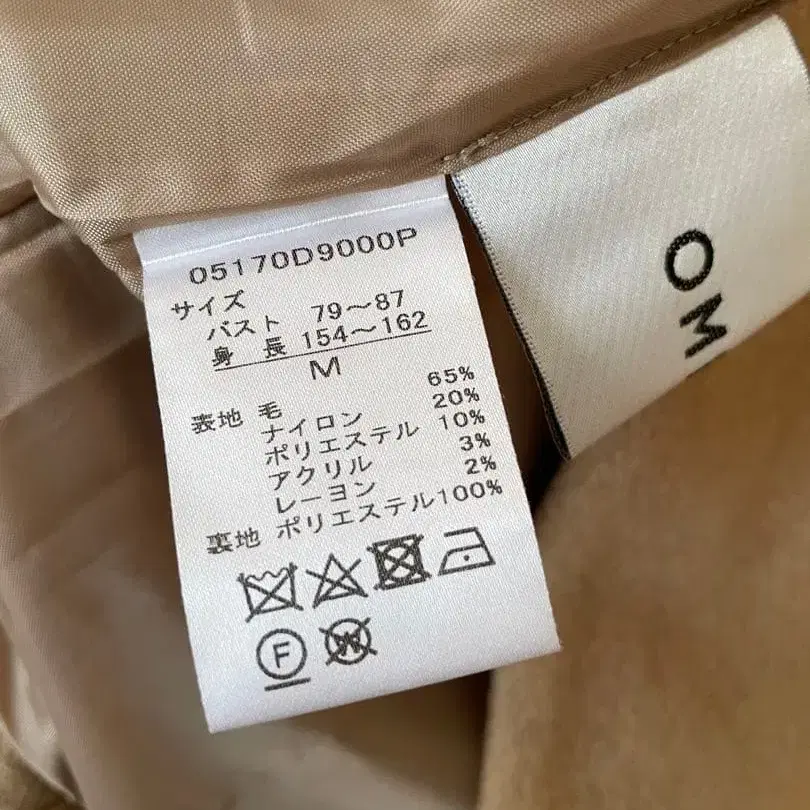 05170D9000P
サイズ
バスト 79～87
身 長 154～162
M
表地 毛 65%
ナイロン 20%
ポリエステル 10%
アクリル 3%
レーヨン 2%
裏地 ポリエステル100%
F
W
OM